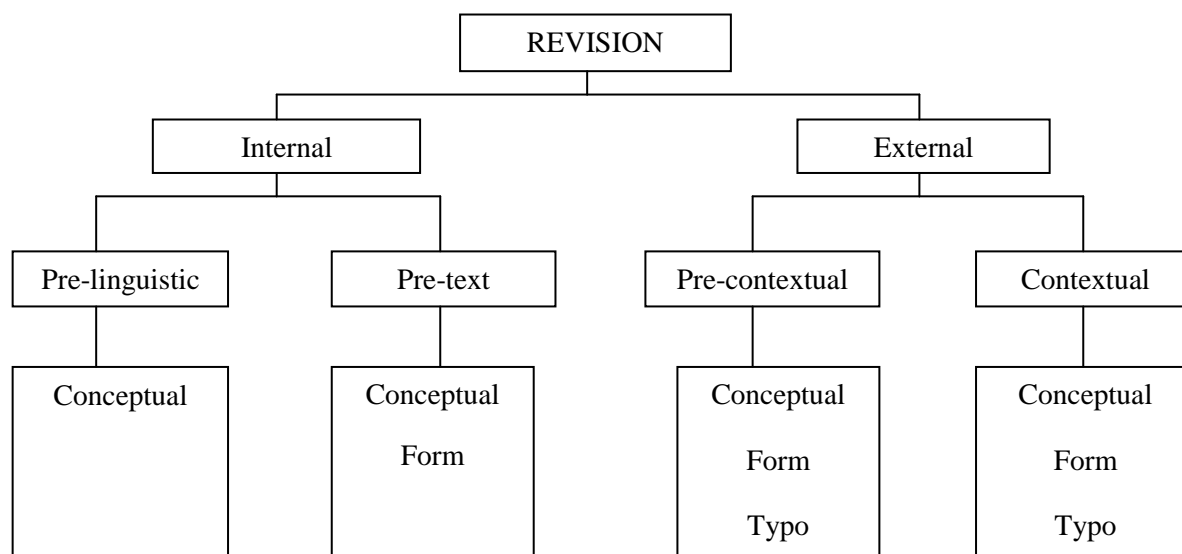 REVISION
Internal
External
Pre-linguistic
Pre-text
Pre-contextual
Contextual
Conceptual
Conceptual
Form
Conceptual
Form
Typo
Conceptual
Form
Typo